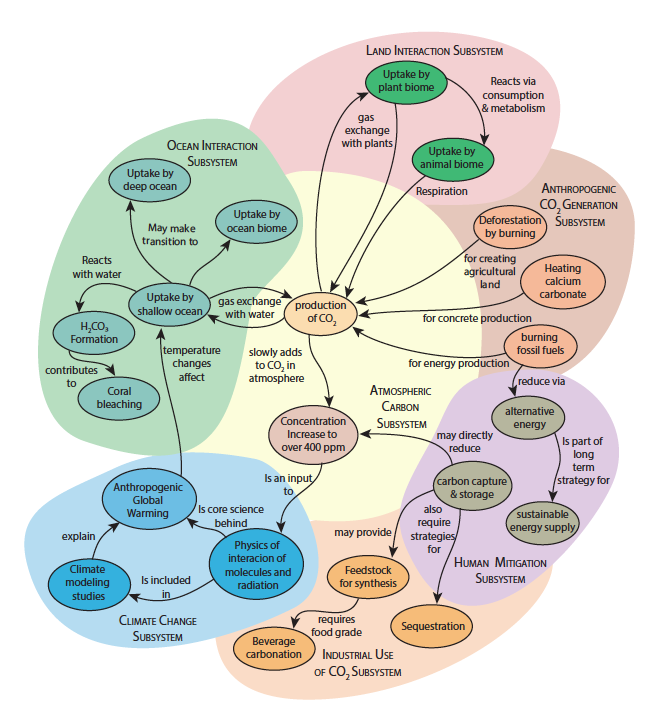 LAND INTERACTION SUBSYSTEM
Uptake by
plant biome
Reacts via
consumption
& metabolism
gas
exchange
with plants
Uptake by
animal biome
Respiration
OCEAN INTERACTION
SUBSYSTEM
Uptake by
deep ocean
Uptake by
ocean biome
May make
transition to
Reacts
with water
Uptake by
shallow ocean
gas exchange
with water
H₂CO₃
Formation
contributes
to
Coral
bleaching
temperature
changes
affect
ANTHROPOGENIC
CO₂ GENERATION
SUBSYSTEM
Deforestation
by burning
for creating
agricultural
land
Heating
calcium
carbonate
for concrete production
burning
fossil fuels
for energy production
production
of CO₂
slowly adds
to CO₂ in
atmosphere
ATMOSPHERIC
CARBON
SUBSYSTEM
Concentration
Increase to
over 400 ppm
Is an input
to
reduce via
alternative
energy
Is part of
long
term
strategy for
sustainable
energy supply
may directly
reduce
carbon capture
& storage
also
require
strategies
for
HUMAN MITIGATION
SUBSYSTEM
Anthropogenic
Global
Warming
Is core science
behind
Physics of
interacion of
molecules and
radiation
explain
Climate
modeling
studies
Is included
in
CLIMATE CHANGE
SUBSYSTEM
may provide
Feedstock
for synthesis
requires
food grade
Beverage
carbonation
Sequestration
INDUSTRIAL USE
OF CO₂ SUBSYSTEM